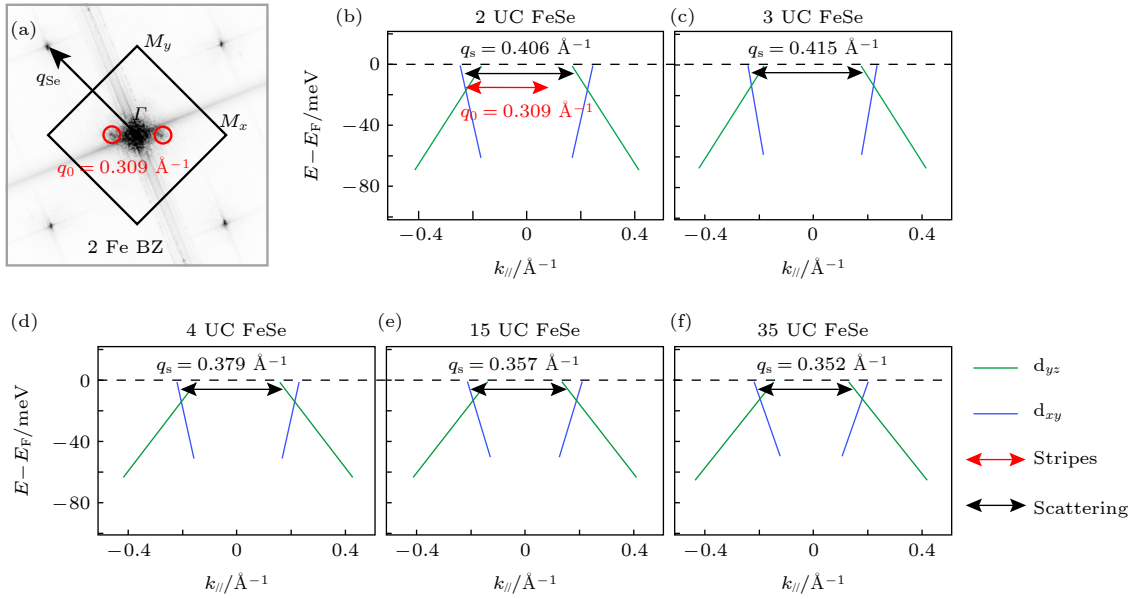 (a)
M_y
q_Se
Γ
M_x
q_0 = 0.309 Å⁻¹
2 Fe BZ
(b)
2 UC FeSe
q_s = 0.406 Å⁻¹
q_0 = 0.309 Å⁻¹
0
−40
−80
E−E_F/meV
−0.4
0
0.4
k_///Å⁻¹
(c)
3 UC FeSe
q_s = 0.415 Å⁻¹
−0.4
0
0.4
k_///Å⁻¹
(d)
4 UC FeSe
q_s = 0.379 Å⁻¹
0
−40
−80
E−E_F/meV
−0.4
0
0.4
k_///Å⁻¹
(e)
15 UC FeSe
q_s = 0.357 Å⁻¹
−0.4
0
0.4
k_///Å⁻¹
(f)
35 UC FeSe
q_s = 0.352 Å⁻¹
−0.4
0
0.4
k_///Å⁻¹
d_yz
d_xy
Stripes
Scattering